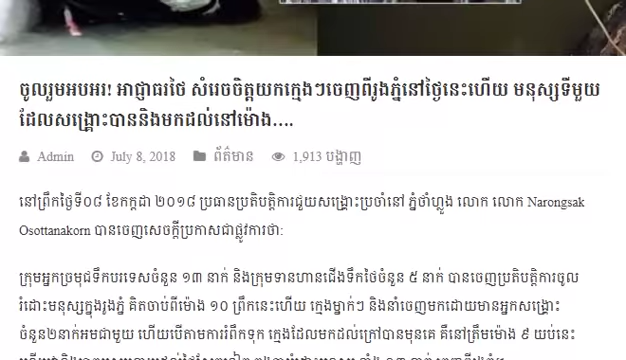 ចូលរួមអបអរ! អាជ្ញាធរថៃ សំរេចចិត្តយកក្មេងៗចេញពីរូងភ្នំនៅថ្ងៃនេះហើយ មនុស្សទីមួយ
ដែលសង្គ្រោះបាននិងមកដល់នៅម៉ោង....
Admin July 8, 2018 ព័ត៌មាន 1,913 បង្ហាញ
នៅព្រឹកថ្ងៃទី០៨ ខែកក្កដា ២០១៨ ប្រធានប្រតិបត្តិការជួយសង្គ្រោះប្រចាំនៅ ភ្នំថាំហ្លួង លោក លោក Narongsak
Osottanakorn បានចេញសេចក្តីប្រកាសជាផ្លូវការថា:
ក្រុមអ្នកច្រមុជទឹកបរទេសចំនួន ១៣ នាក់ និងក្រុមទាហានជើងទឹកថៃចំនួន ៥ នាក់ បានចេញប្រតិបត្តិការចូល
រំដោះមនុស្សក្នុងរូងភ្នំ គិតចាប់ពីម៉ោង ១០ ព្រឹកនេះហើយ ក្មេងម្នាក់ៗ និងនាំចេញមកដោយមានអ្នកសង្គ្រោះ
ចំនួន២នាក់អមជាមួយ ហើយបើតាមការរំពឹកទុក ក្មេងដែលមកដល់ក្រៅបានមុនគេ គឺនៅត្រឹមម៉ោង ៩ យប់នេះ